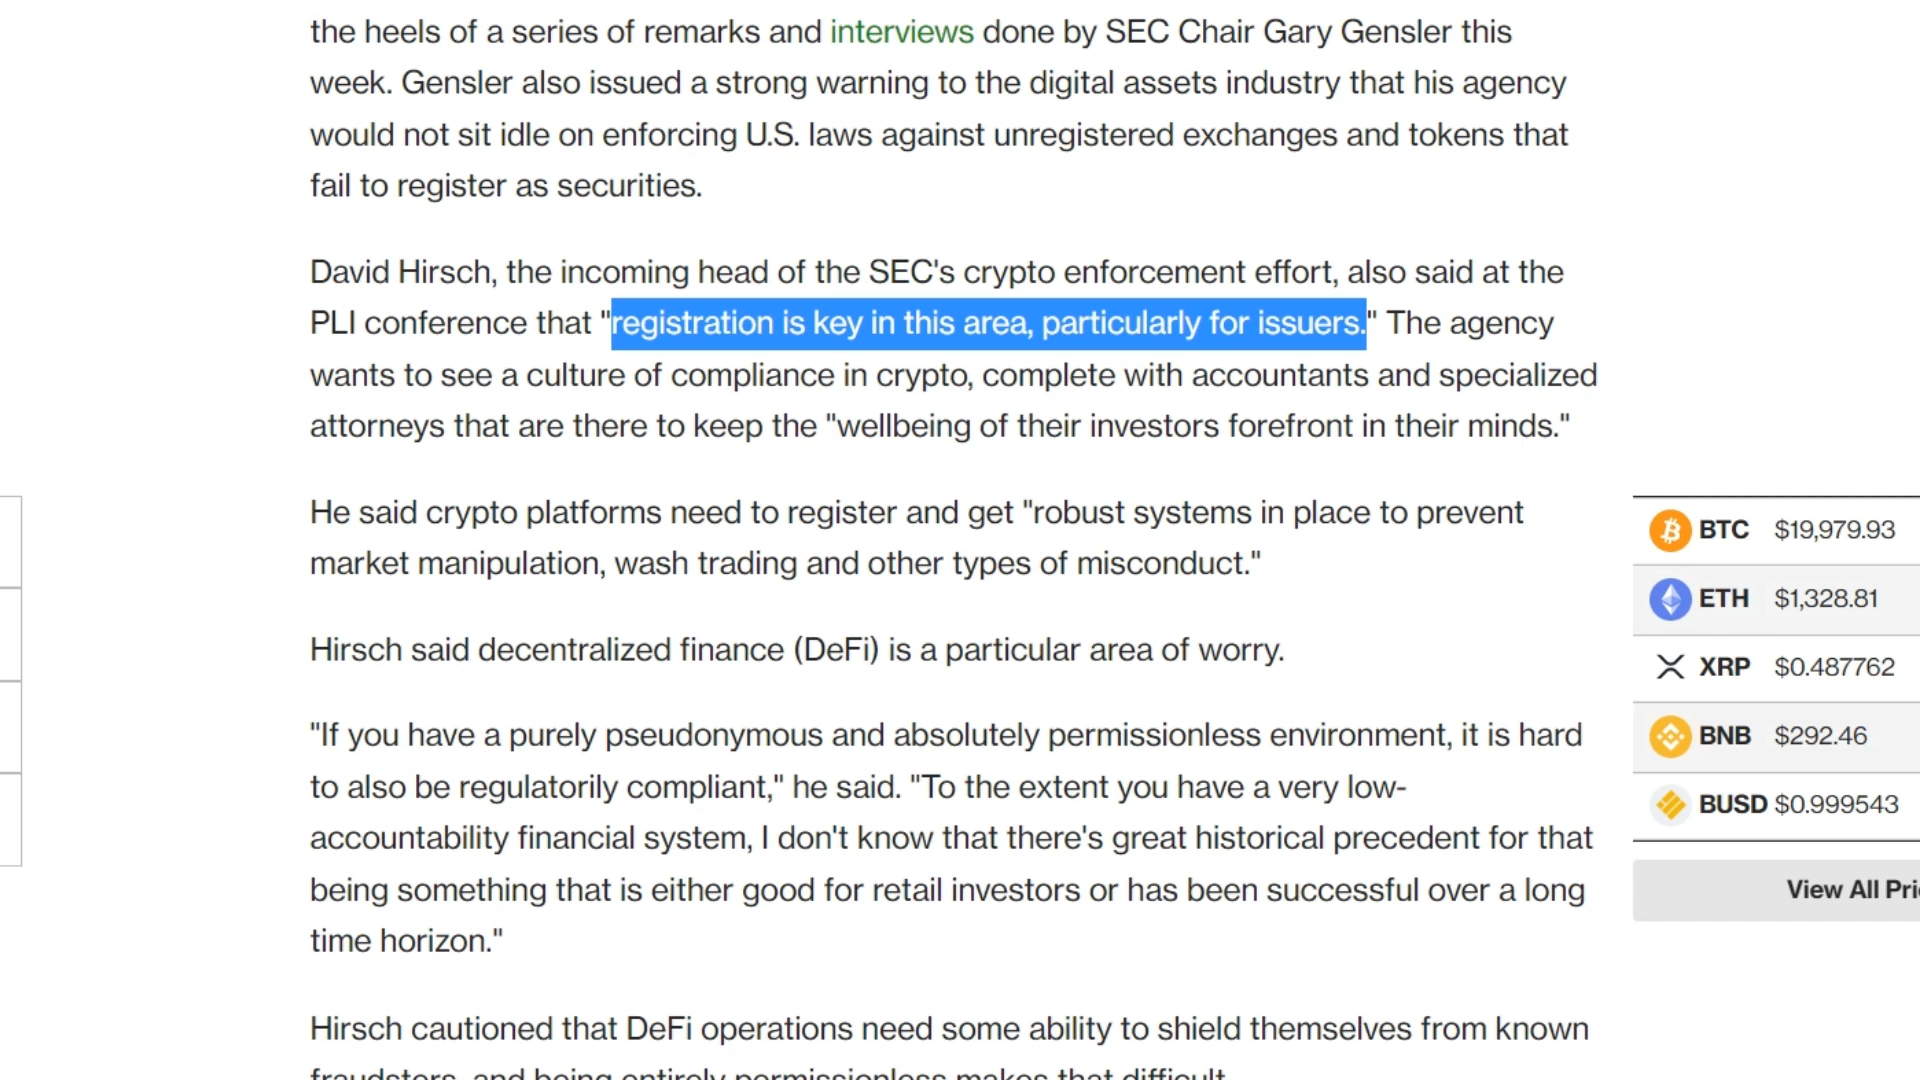 the heels of a series of remarks and interviews done by SEC Chair Gary Gensler this
week. Gensler also issued a strong warning to the digital assets industry that his agency
would not sit idle on enforcing U.S. laws against unregistered exchanges and tokens that
fail to register as securities.
David Hirsch, the incoming head of the SEC's crypto enforcement effort, also said at the
PLI conference that "registration is key in this area, particularly for issuers." The agency
wants to see a culture of compliance in crypto, complete with accountants and specialized
attorneys that are there to keep the "wellbeing of their investors forefront in their minds."
He said crypto platforms need to register and get "robust systems in place to prevent
market manipulation, wash trading and other types of misconduct."
Hirsch said decentralized finance (DeFi) is a particular area of worry.
"If you have a purely pseudonymous and absolutely permissionless environment, it is hard
to also be regulatorily compliant," he said. "To the extent you have a very low-
accountability financial system, I don't know that there's great historical precedent for that
being something that is either good for retail investors or has been successful over a long
time horizon."
Hirsch cautioned that DeFi operations need some ability to shield themselves from known
fraudsters, and being entirely permissionless makes that difficult.
BTC $19,979.93
ETH $1,328.81
XRP $0.487762
BNB $292.46
BUSD $0.999543
View All Pri